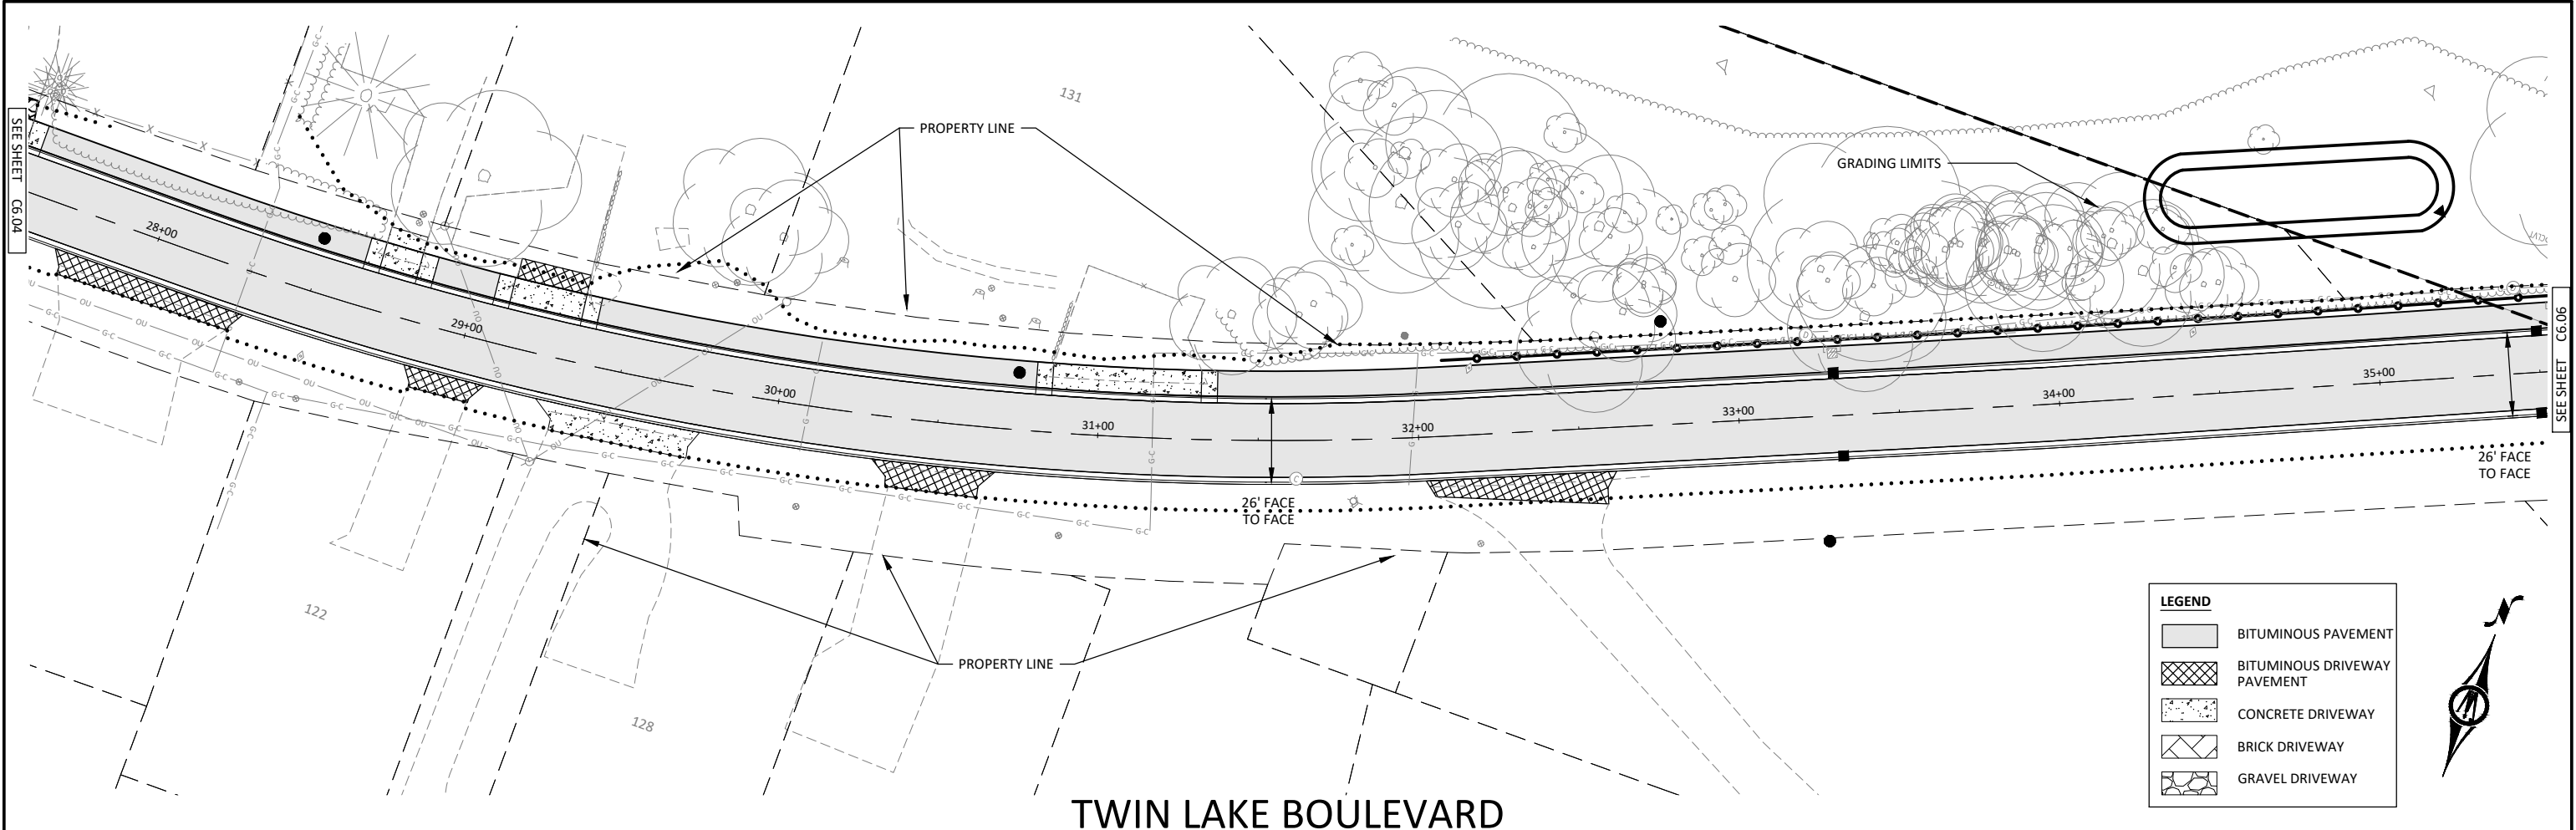 131
PROPERTY LINE
GRADING LIMITS
SEE SHEET C6.04
28+00
29+00
30+00
31+00
32+00
33+00
34+00
35+00
SEE SHEET C6.06
26' FACE
TO FACE
26' FACE
TO FACE
122
128
PROPERTY LINE
LEGEND
BITUMINOUS PAVEMENT
BITUMINOUS DRIVEWAY
PAVEMENT
CONCRETE DRIVEWAY
BRICK DRIVEWAY
GRAVEL DRIVEWAY
N
TWIN LAKE BOULEVARD